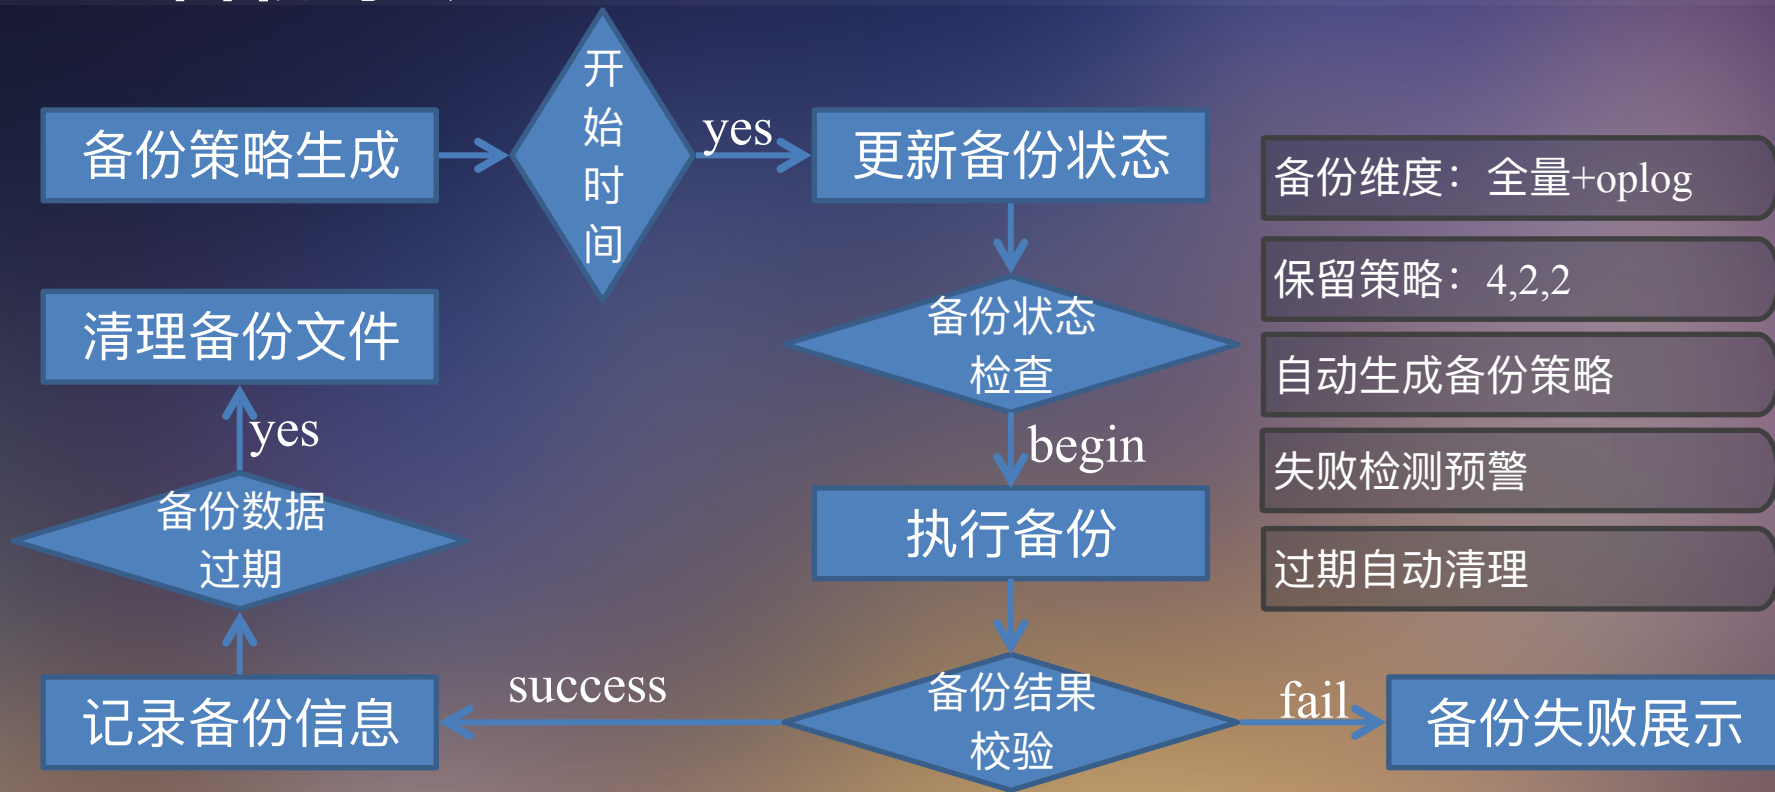 备份策略生成
开
始
时
间
yes
更新备份状态
备份状态
检查
begin
执行备份
备份结果
校验
fail
备份失败展示
success
记录备份信息
备份数据
过期
yes
清理备份文件
备份维度：全量+oplog
保留策略：4,2,2
自动生成备份策略
失败检测预警
过期自动清理